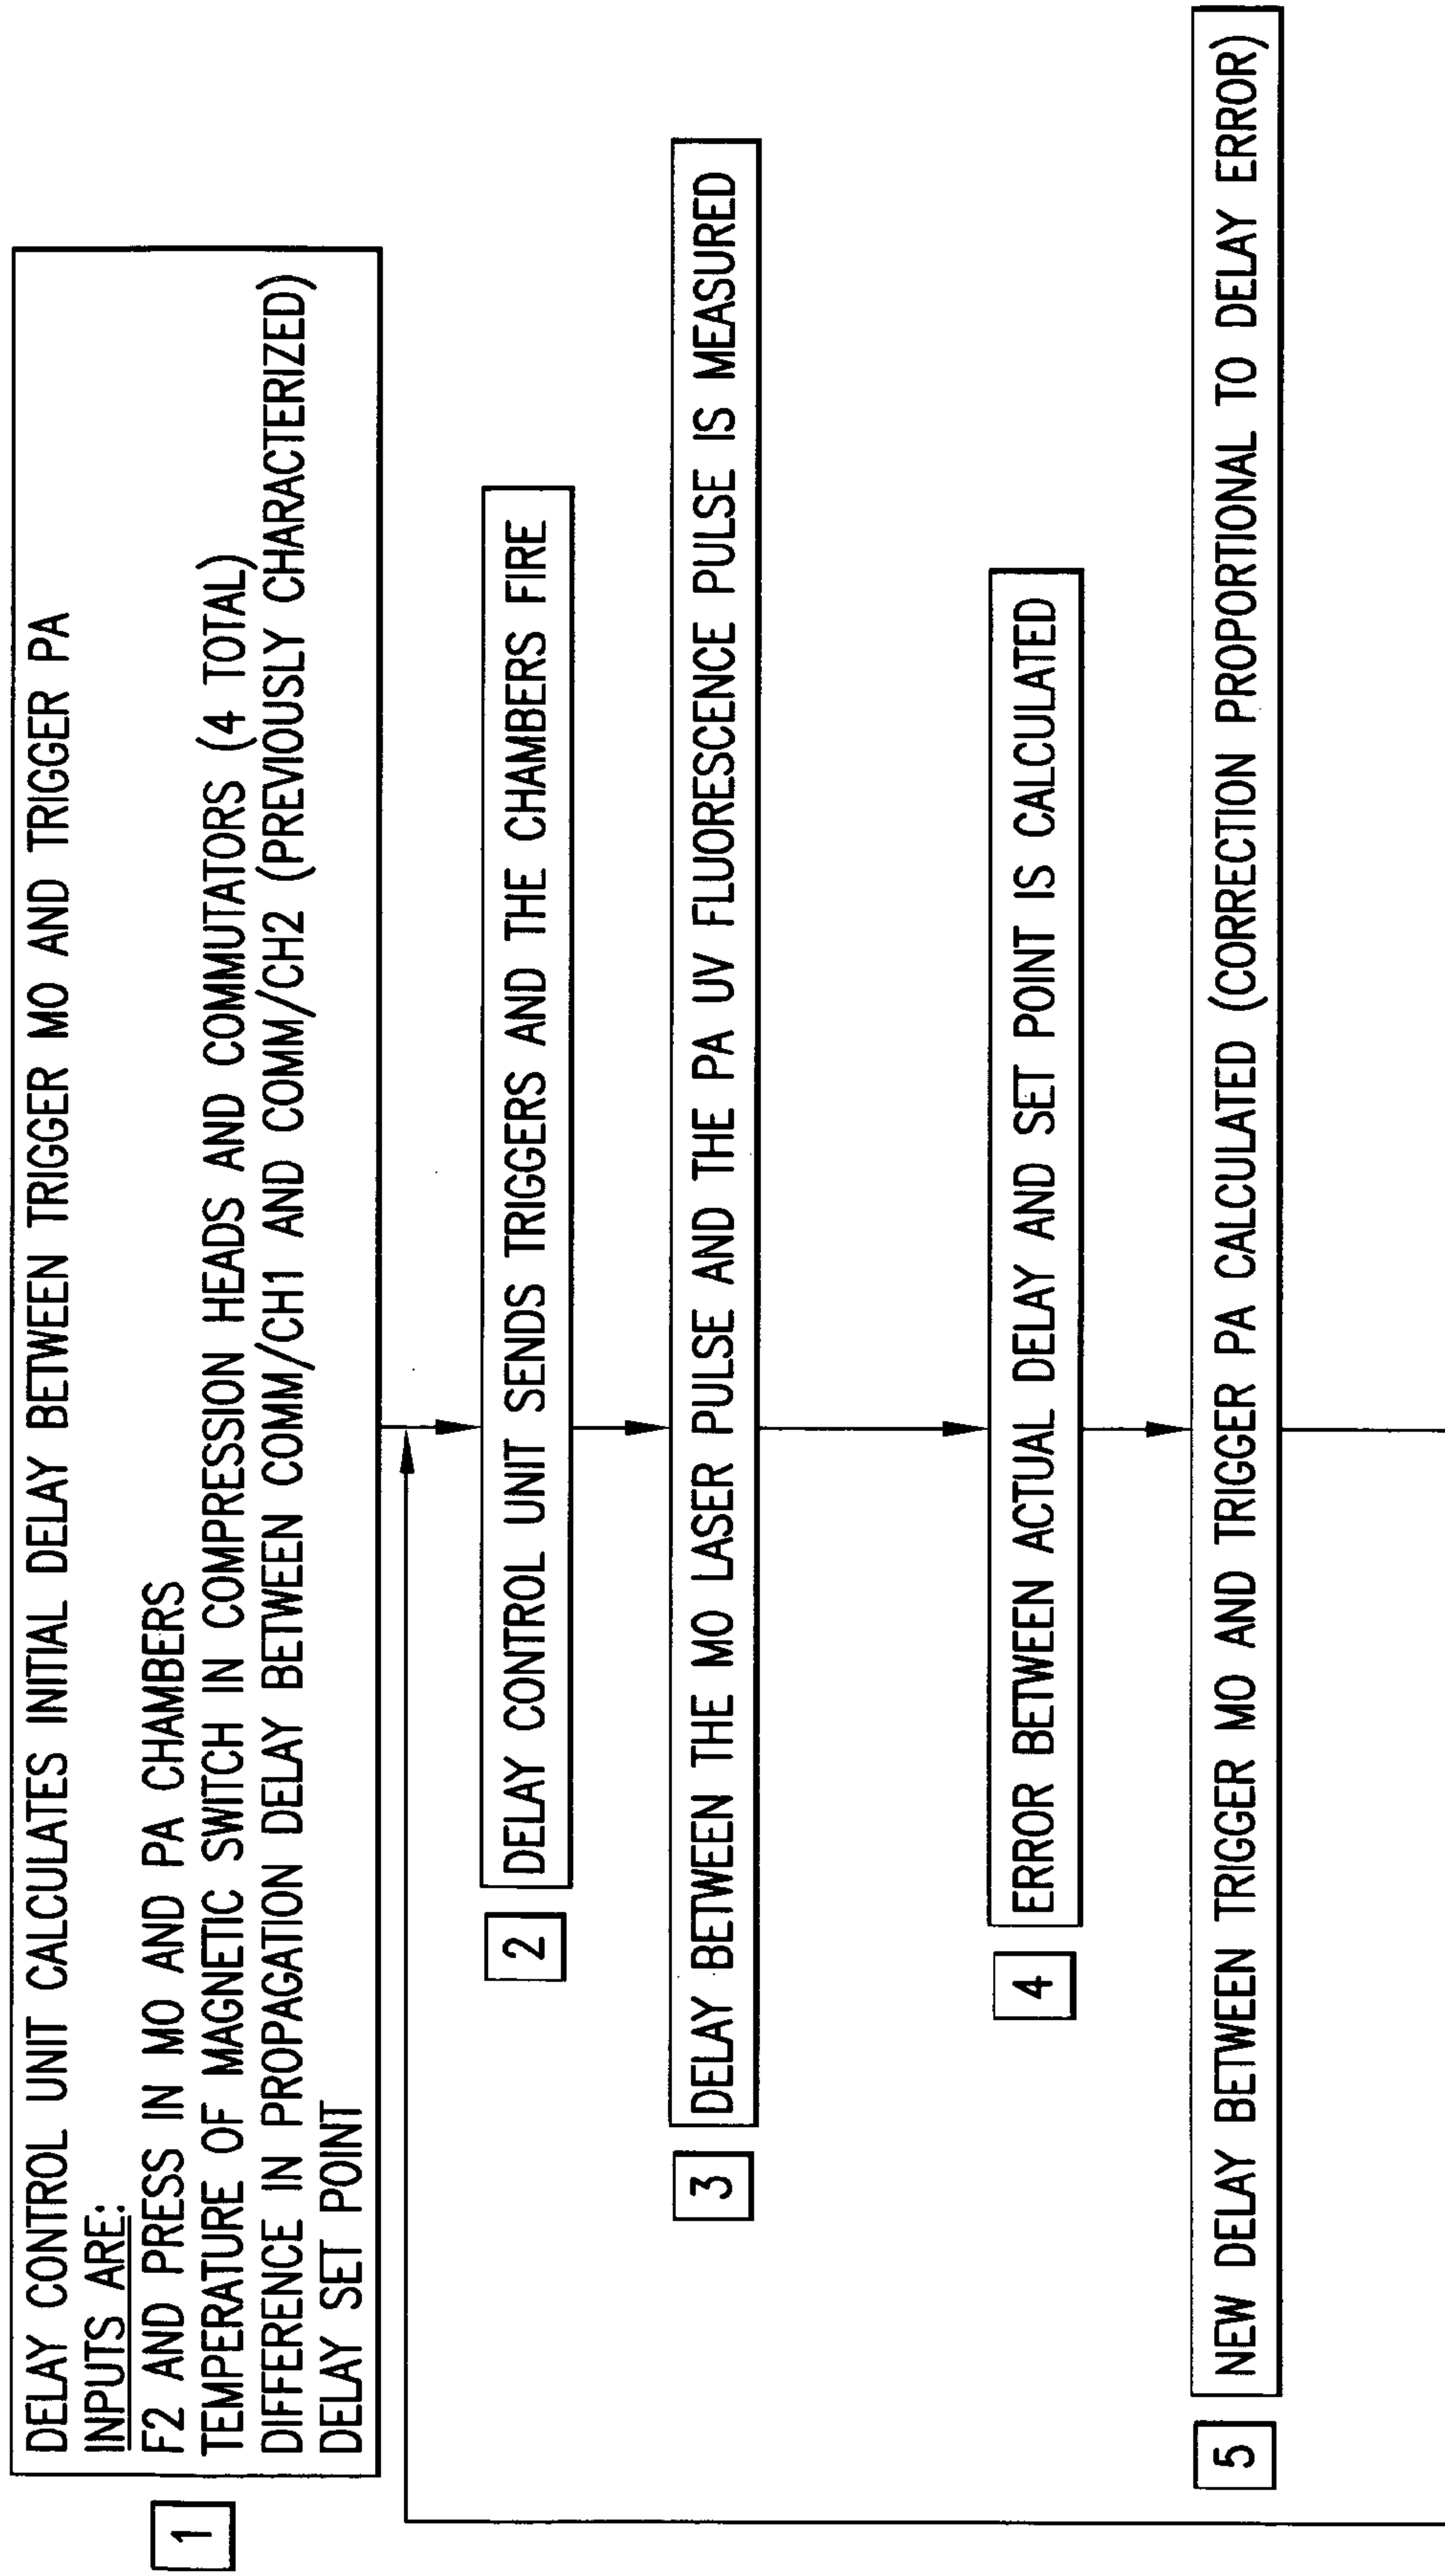 1
DELAY CONTROL UNIT CALCULATES INITIAL DELAY BETWEEN TRIGGER MO AND TRIGGER PA
INPUTS ARE:
F2 AND PRESS IN MO AND PA CHAMBERS
TEMPERATURE OF MAGNETIC SWITCH IN COMPRESSION HEADS AND COMMUTATORS (4 TOTAL)
DIFFERENCE IN PROPAGATION DELAY BETWEEN COMM/CH1 AND COMM/CH2 (PREVIOUSLY CHARACTERIZED)
DELAY SET POINT
2
DELAY CONTROL UNIT SENDS TRIGGERS AND THE CHAMBERS FIRE
3
DELAY BETWEEN THE MO LASER PULSE AND THE PA UV FLUORESCENCE PULSE IS MEASURED
4
ERROR BETWEEN ACTUAL DELAY AND SET POINT IS CALCULATED
5
NEW DELAY BETWEEN TRIGGER MO AND TRIGGER PA CALCULATED (CORRECTION PROPORTIONAL TO DELAY ERROR)